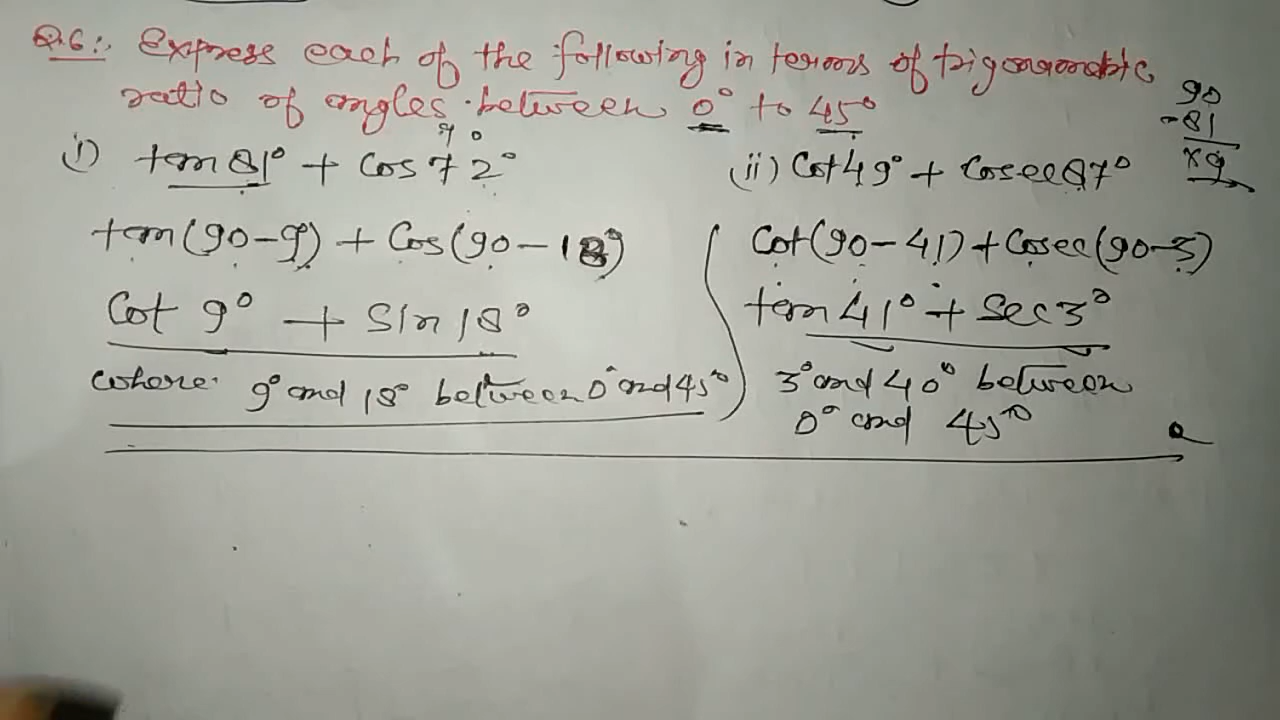 Q.6:. Express each of the following in terms of trigonometric
ratio of angles between 0° to 45°
90
-81
×9
(i) tan 81° + Cos 72°
90
tan(90-9) + Cos(90-18)
Cot 9° + Sin 18°
where 9° and 18° between 0° and 45°
(ii) Cot 49° + Cosec 87°
Cot(90-41) + Cosec(90-3)
tan 41° + Sec 3°
3° and 40° between
0° and 45°